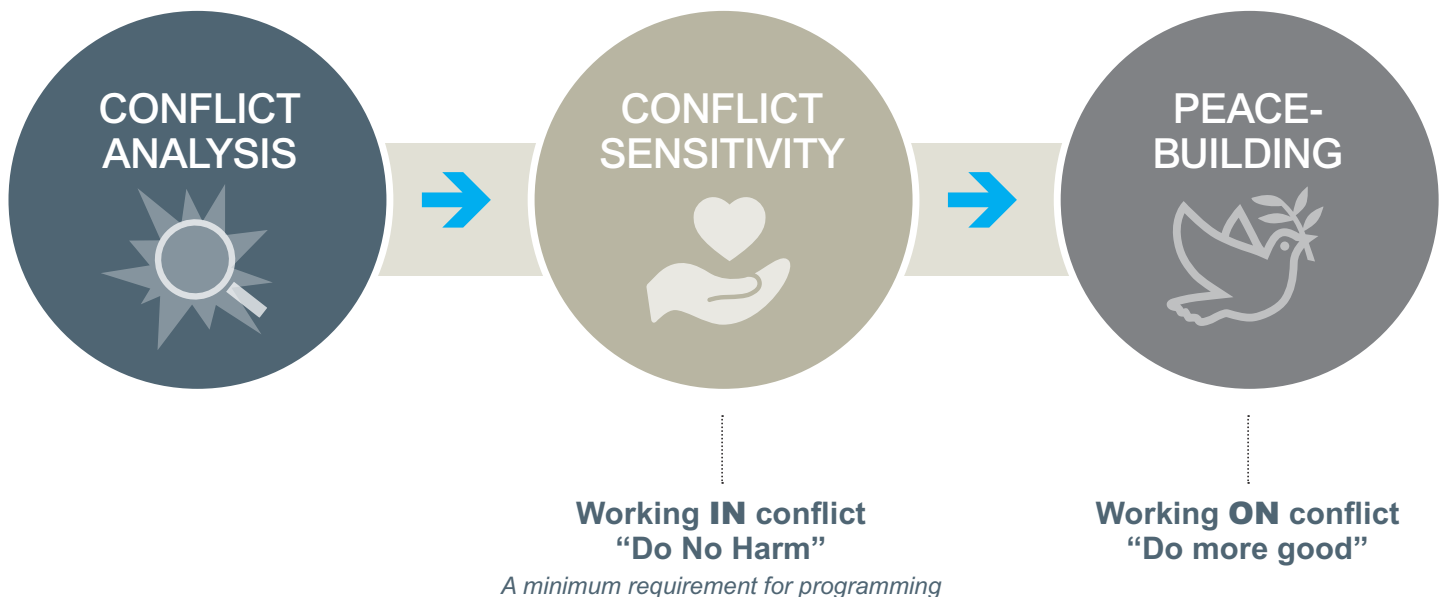 CONFLICT
ANALYSIS
CONFLICT
SENSITIVITY
PEACE-
BUILDING
Working IN conflict
“Do No Harm”
A minimum requirement for programming
Working ON conflict
“Do more good”